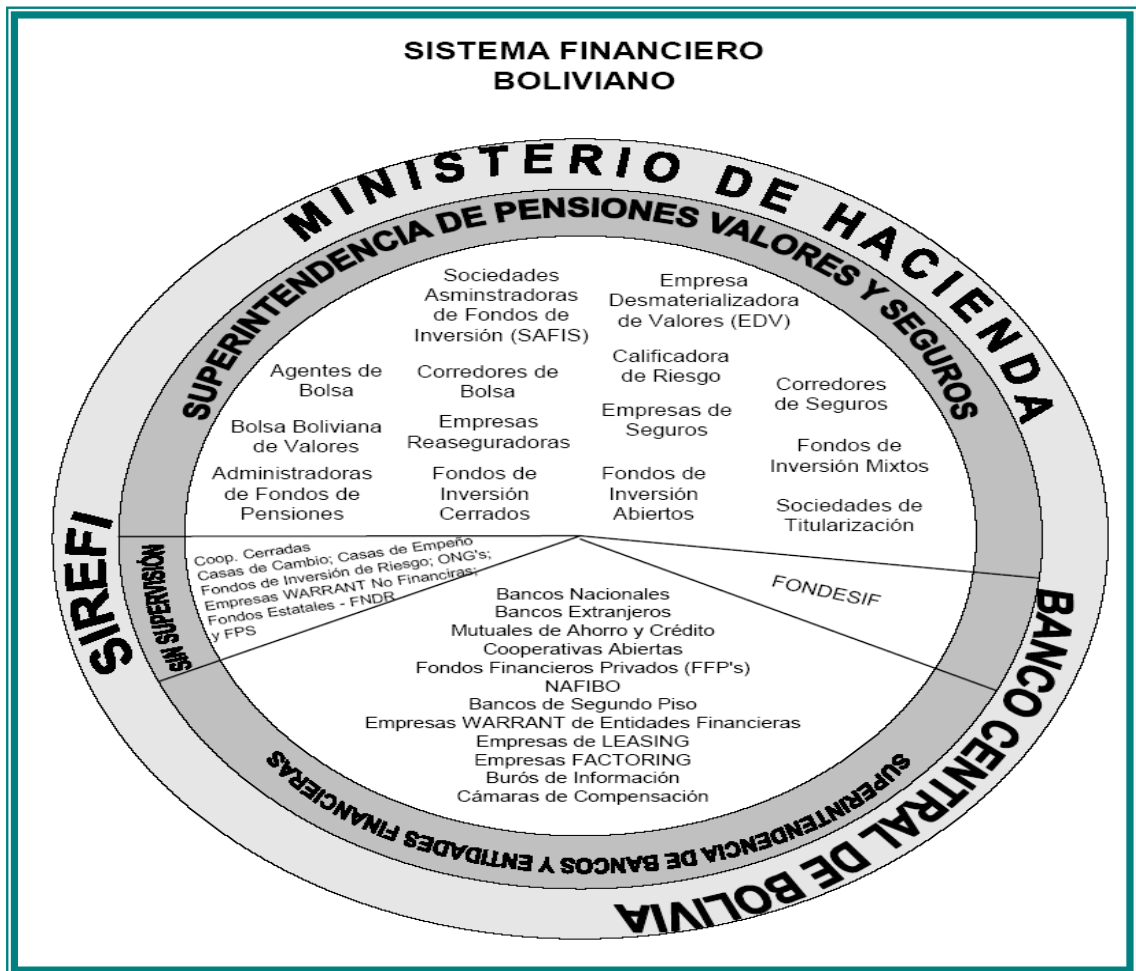 SISTEMA FINANCIERO
BOLIVIANO
MINISTERIO DE HACIENDA
SUPERINTENDENCIA DE PENSIONES VALORES Y SEGUROS
Sociedades
Asminstradoras
de Fondos de
Inversión (SAFIS)
Empresa
Desmaterializadora
de Valores (EDV)
Agentes de
Bolsa
Corredores de
Bolsa
Calificadora
de Riesgo
Corredores
de Seguros
Bolsa Boliviana
de Valores
Empresas
Reaseguradoras
Empresas de
Seguros
Fondos de
Inversión Mixtos
Administradoras
de Fondos de
Pensiones
Fondos de
Inversión
Cerrados
Fondos de
Inversión
Abiertos
Sociedades de
Titularización
SIREFI
SIN SUPERVISIÓN
Coop. Cerradas
Casas de Cambio; Casas de Empeño
Fondos de Inversión de Riesgo; ONG's;
Empresas WARRANT No Financiras;
Fondos Estatales - FNDR
y FPS
FONDESIF
Bancos Nacionales
Bancos Extranjeros
Mutuales de Ahorro y Crédito
Cooperativas Abiertas
Fondos Financieros Privados (FFP's)
NAFIBO
Bancos de Segundo Piso
Empresas WARRANT de Entidades Financieras
Empresas de LEASING
Empresas FACTORING
Burós de Información
Cámaras de Compensación
SUPERINTENDENCIA DE BANCOS Y ENTIDADES FINANCIERAS
BANCO CENTRAL DE BOLIVIA